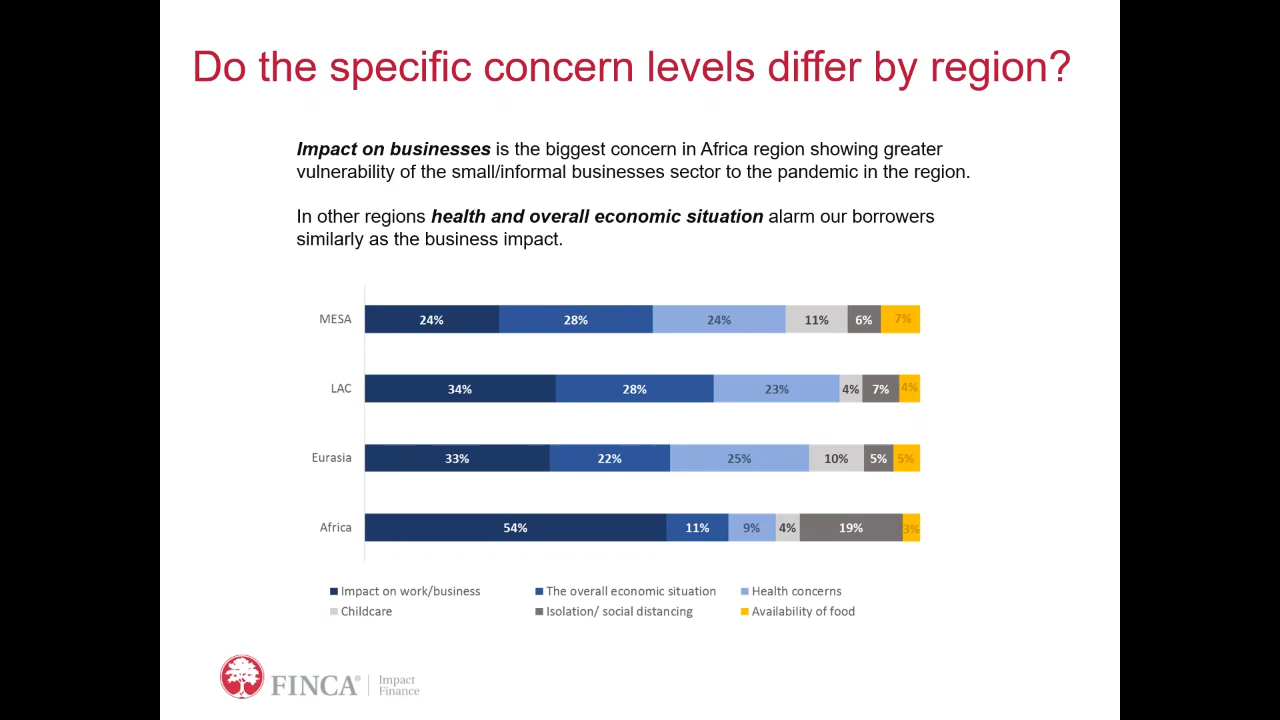 Do the specific concern levels differ by region?
Impact on businesses is the biggest concern in Africa region showing greater
vulnerability of the small/informal businesses sector to the pandemic in the region.
In other regions health and overall economic situation alarm our borrowers
similarly as the business impact.
MESA 24% 28% 24% 11% 6% 7%
LAC 34% 28% 23% 4% 7% 4%
Eurasia 33% 22% 25% 10% 5% 5%
Africa 54% 11% 9% 4% 19% 3%
Impact on work/business The overall economic situation Health concerns
Childcare Isolation/ social distancing Availability of food
FINCA® Impact
Finance